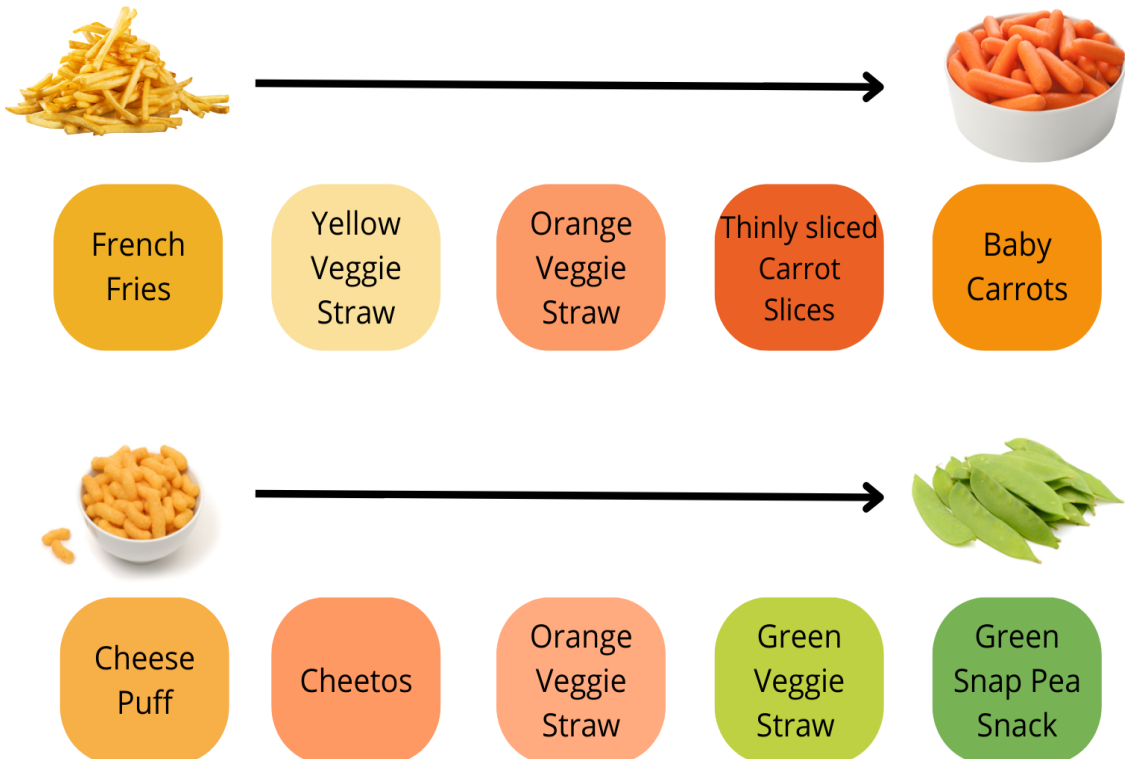 French
Fries
Yellow
Veggie
Straw
Orange
Veggie
Straw
Thinly sliced
Carrot
Slices
Baby
Carrots
Cheese
Puff
Cheetos
Orange
Veggie
Straw
Green
Veggie
Straw
Green
Snap Pea
Snack